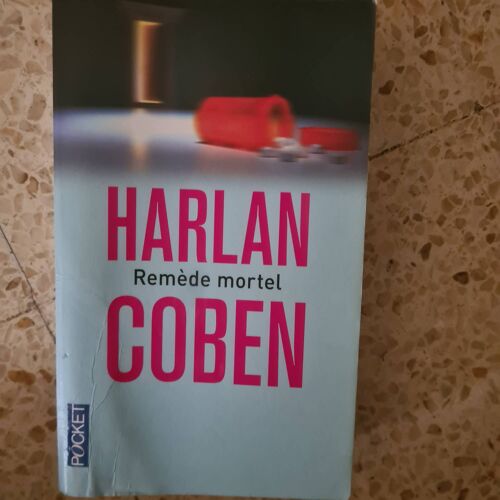 HARLAN
Remède mortel
COBEN
POCKET